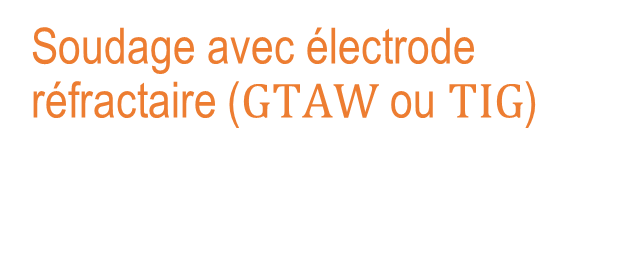 Soudage avec électrode
réfractaire (GTAW ou TIG)